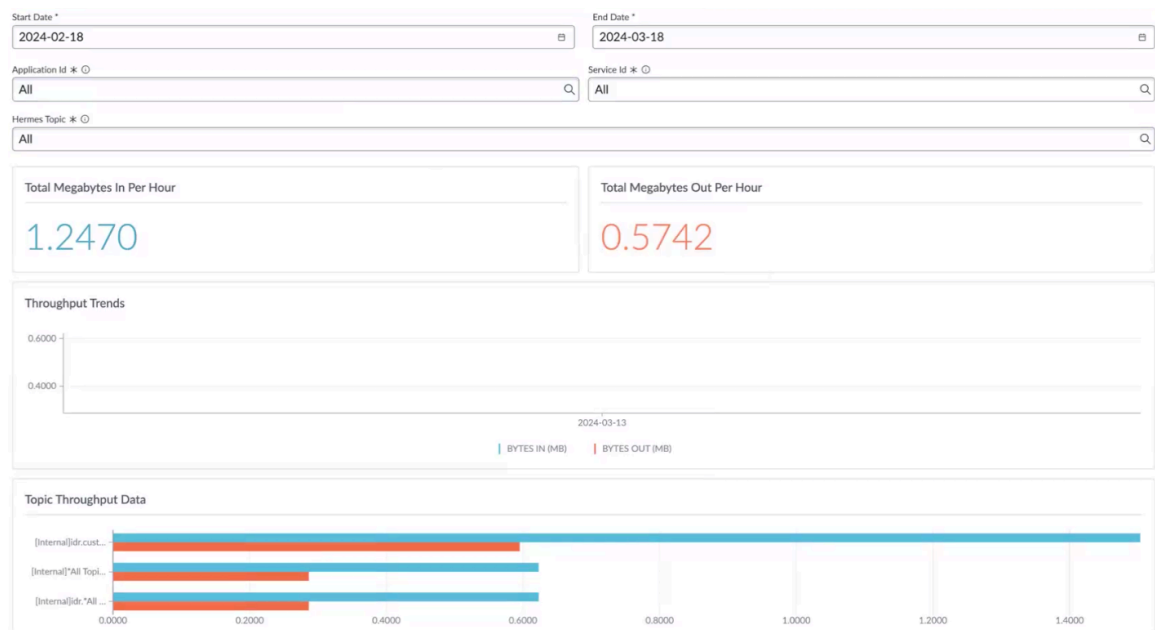 Start Date *
End Date *
2024-02-18
2024-03-18
Application Id *
Service Id *
All
All
Hermes Topic *
All
Total Megabytes In Per Hour
Total Megabytes Out Per Hour
1.2470
0.5742
Throughput Trends
0.6000
0.4000
2024-03-13
BYTES IN (MB)
BYTES OUT (MB)
Topic Throughput Data
[Internal]idr.cust...
[Internal]*All Topi...
[Internal]idr.*All ...
0.0000 0.2000 0.4000 0.6000 0.8000 1.0000 1.2000 1.4000